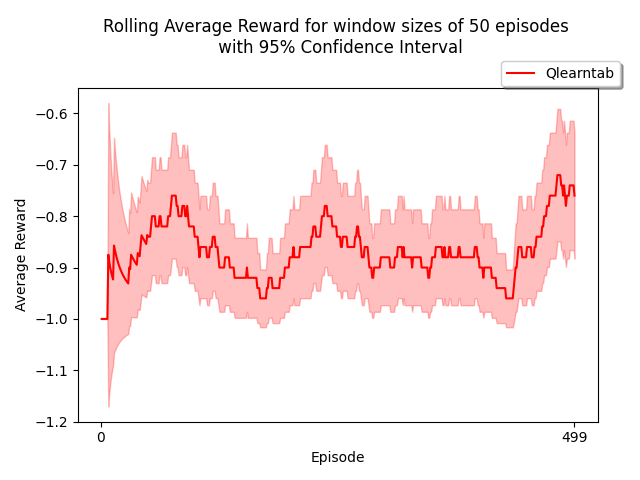 Rolling Average Reward for window sizes of 50 episodes
with 95% Confidence Interval
Qlearntab
−0.6
−0.7
−0.8
−0.9
−1.0
−1.1
−1.2
Average Reward
0
499
Episode